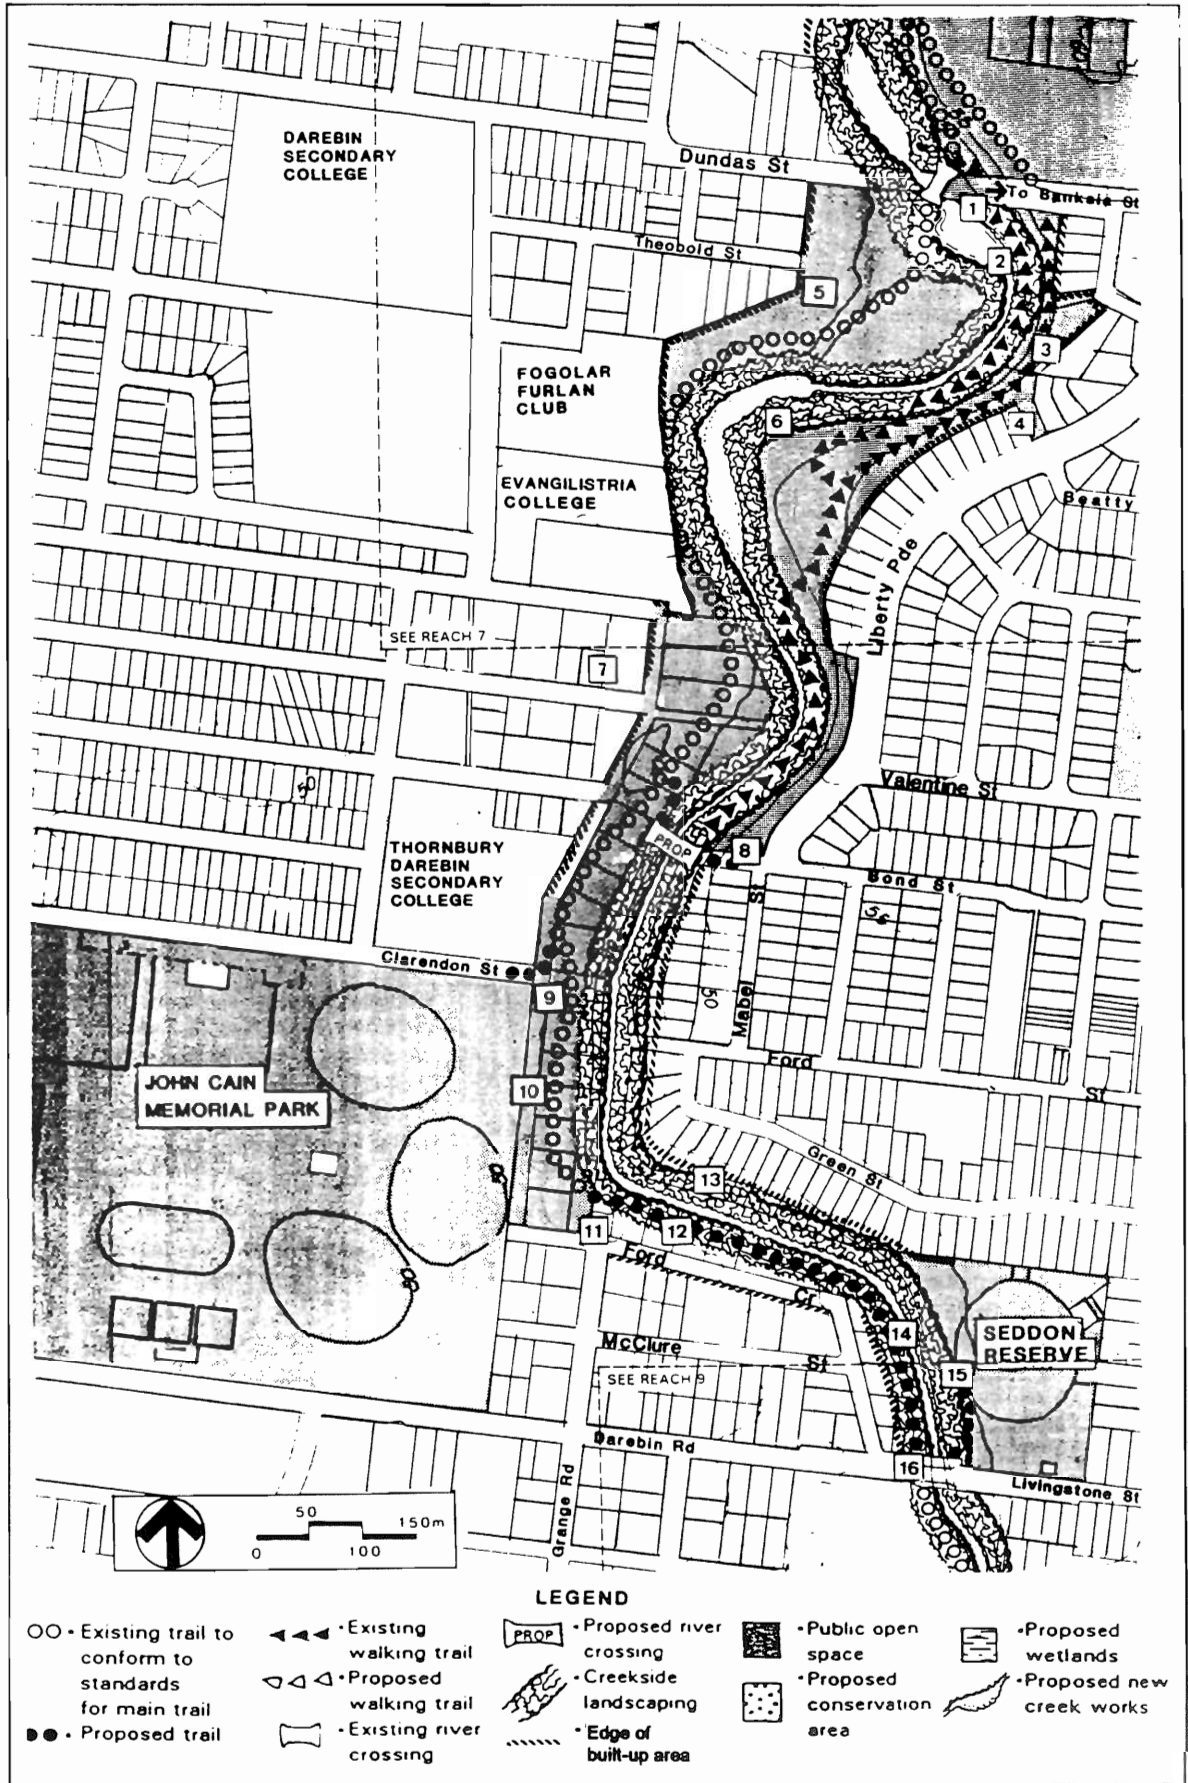 DAREBIN
SECONDARY
COLLEGE
Dundas St
To Banksia St
1
Theobold St
2
5
3
FOGOLAR
FURLAN
CLUB
6
4
EVANGILISTRIA
COLLEGE
Beatty
Liberty Pde
SEE REACH 7
7
Valentine St
50
PROP
8
THORNBURY
DAREBIN
SECONDARY
COLLEGE
Bond St
56
Clarendon St
9
50
Mabel St
Ford St
JOHN CAIN
MEMORIAL PARK
10
Green St
50
13
11
12
Ford Cr
50
14
SEDDON
RESERVE
McClure St
SEE REACH 9
15
Darebin Rd
16
Livingstone St
Grange Rd
50
150m
0
100
LEGEND
Existing trail to
conform to
standards
for main trail
Proposed trail
Existing
walking trail
Proposed
walking trail
Existing river
crossing
PROP
Proposed river
crossing
Creekside
landscaping
Edge of
built-up area
Public open
space
Proposed
conservation
area
Proposed
wetlands
Proposed new
creek works